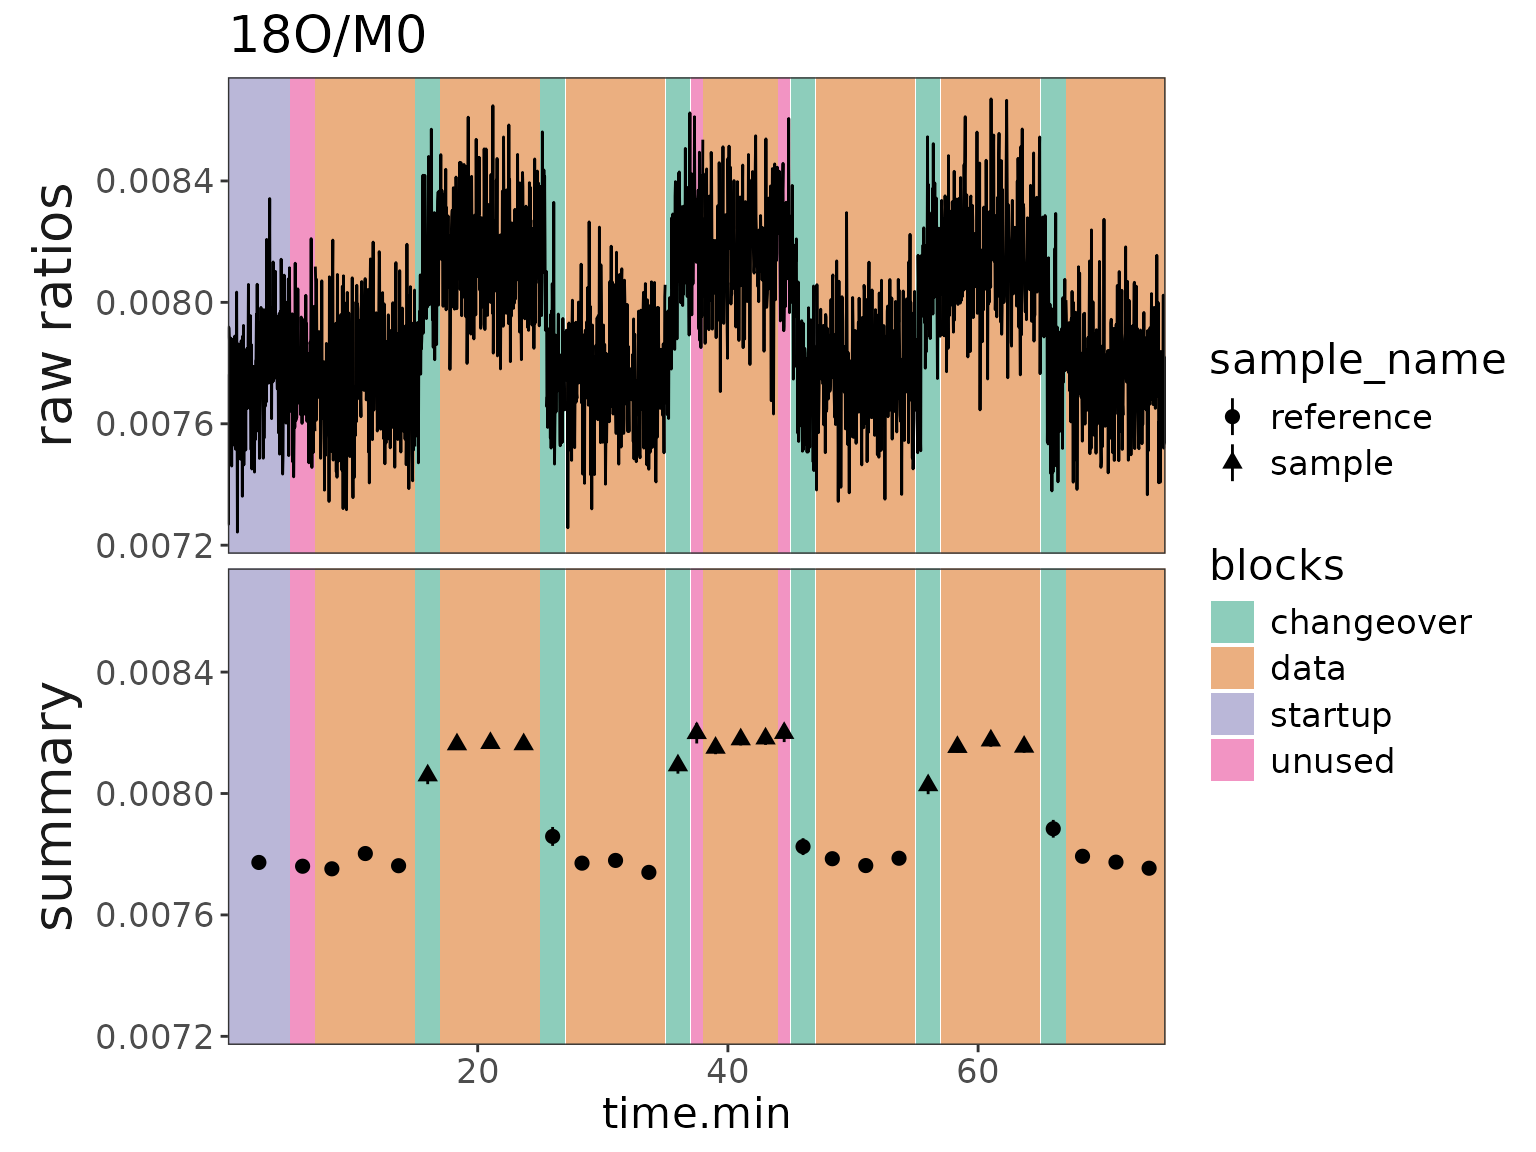 18O/M0
raw ratios
0.0084
0.0080
0.0076
0.0072
summary
0.0084
0.0080
0.0076
0.0072
20
40
60
time.min
sample_name
reference
sample
blocks
changeover
data
startup
unused